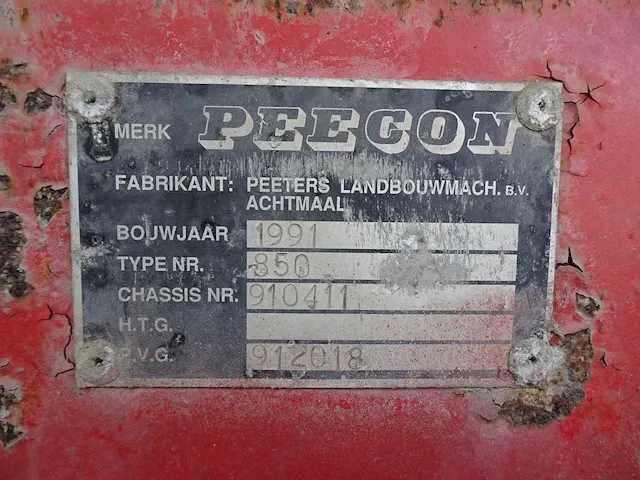 MERK PEECON
FABRIKANT: PEETERS LANDBOUWMACH. B.V.
ACHTMAAL
BOUWJAAR 1991
TYPE NR. 850
CHASSIS NR. 910411
H.T.G.
P.V.G. 912018